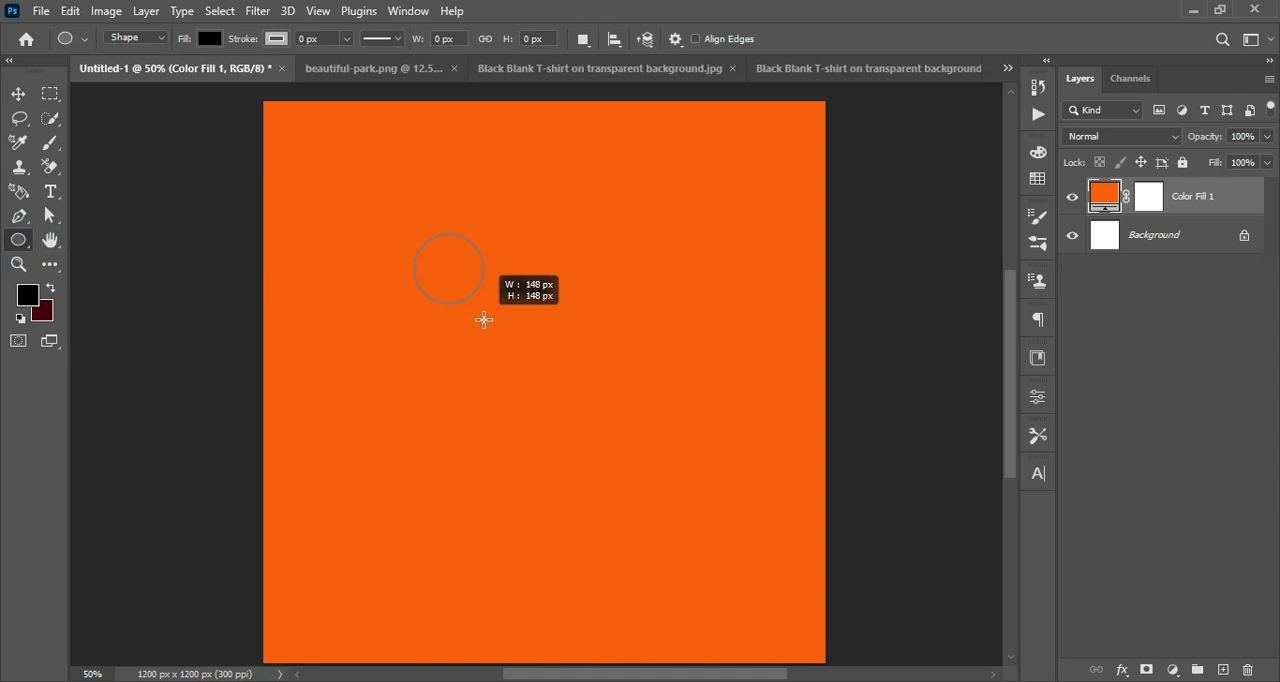 Ps File Edit Image Layer Type Select Filter 3D View Plugins Window Help
Shape Fill: Stroke: 0 px W: 0 px H: 0 px Align Edges
Untitled-1 @ 50% (Color Fill 1, RGB/8) * × beautiful-park.png @ 12.5... × Black Blank T-shirt on transparent background.jpg × Black Blank T-shirt on transparent background
Layers Channels
Kind
Normal Opacity: 100%
Lock: Fill: 100%
Color Fill 1
Background
W : 148 px
H : 148 px
50% 1200 px x 1200 px (300 ppi)